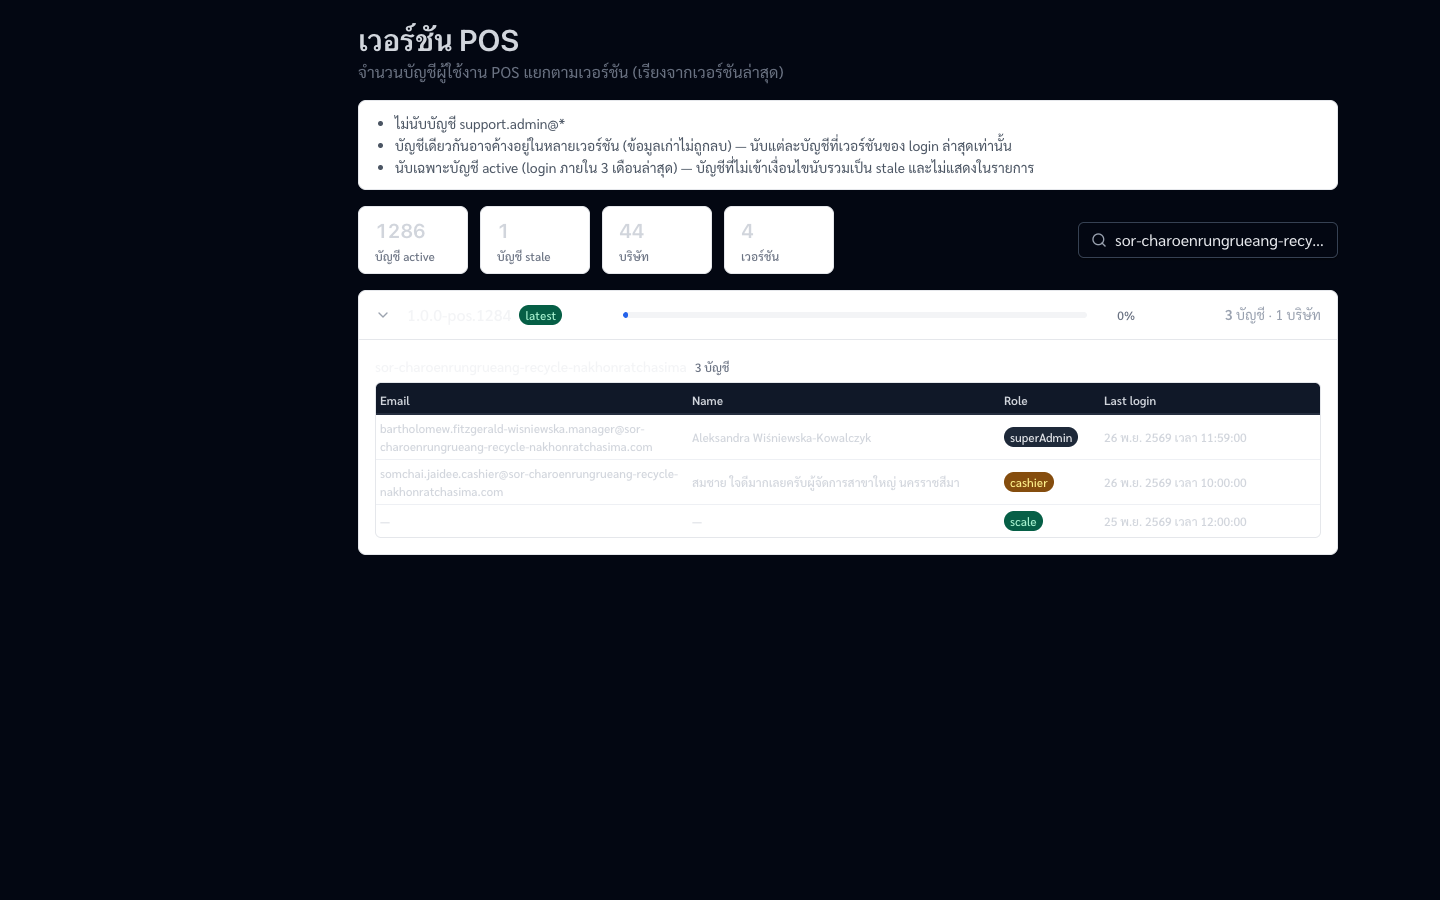 เวอร์ชัน POS
จำนวนบัญชีผู้ใช้งาน POS แยกตามเวอร์ชัน (เรียงจากเวอร์ชันล่าสุด)
ไม่นับบัญชี support.admin@*
บัญชีเดียวกันอาจค้างอยู่ในหลายเวอร์ชัน (ข้อมูลเก่าไม่ถูกลบ) — นับแต่ละบัญชีที่เวอร์ชันของ login ล่าสุดเท่านั้น
นับเฉพาะบัญชี active (login ภายใน 3 เดือนล่าสุด) — บัญชีที่ไม่เข้าเงื่อนไขนับรวมเป็น stale และไม่แสดงในรายการ
1286
บัญชี active
1
บัญชี stale
44
บริษัท
4
เวอร์ชัน
sor-charoenrungrueang-recy...
1.0.0-pos.1284 latest 0% 3 บัญชี · 1 บริษัท
sor-charoenrungrueang-recycle-nakhonratchasima 3 บัญชี
Email Name Role Last login
bartholomew.fitzgerald-wisniewska.manager@sor-
charoenrungrueang-recycle-nakhonratchasima.com
Aleksandra Wiśniewska-Kowalczyk superAdmin 26 พ.ย. 2569 เวลา 11:59:00
somchai.jaidee.cashier@sor-charoenrungrueang-recycle-
nakhonratchasima.com
สมชาย ใจดีมากเลยครับผู้จัดการสาขาใหญ่ นครราชสีมา cashier 26 พ.ย. 2569 เวลา 10:00:00
— — scale 25 พ.ย. 2569 เวลา 12:00:00